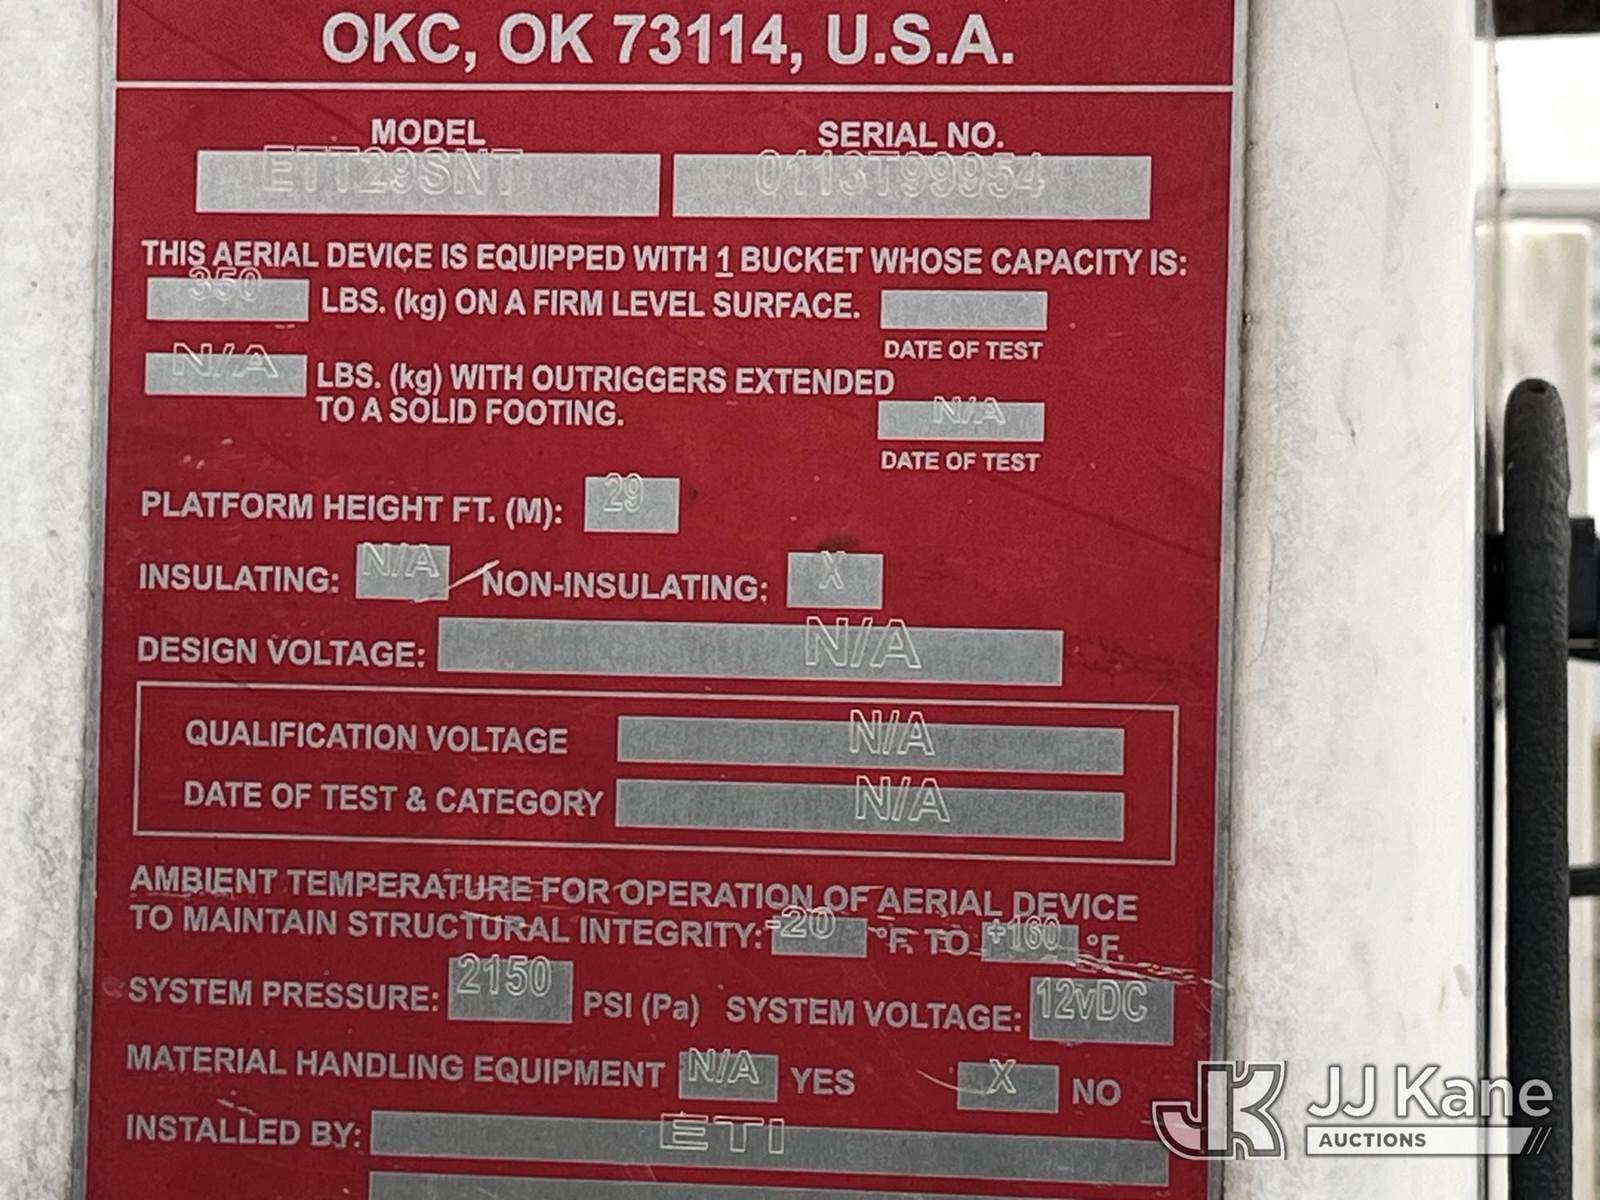 OKC, OK 73114, U.S.A.
MODEL SERIAL NO.
ETT29SNT 0113T99954
THIS AERIAL DEVICE IS EQUIPPED WITH 1 BUCKET WHOSE CAPACITY IS:
350 LBS. (kg) ON A FIRM LEVEL SURFACE.
DATE OF TEST
N/A LBS. (kg) WITH OUTRIGGERS EXTENDED
TO A SOLID FOOTING. N/A
DATE OF TEST
PLATFORM HEIGHT FT. (M): 29
INSULATING: N/A NON-INSULATING: X
DESIGN VOLTAGE: N/A
QUALIFICATION VOLTAGE N/A
DATE OF TEST & CATEGORY N/A
AMBIENT TEMPERATURE FOR OPERATION OF AERIAL DEVICE
TO MAINTAIN STRUCTURAL INTEGRITY: -20 °F. TO +160 °F.
SYSTEM PRESSURE: 2150 PSI (Pa) SYSTEM VOLTAGE: 12vDC
MATERIAL HANDLING EQUIPMENT N/A YES X NO
INSTALLED BY: ETI
JK JJ Kane
AUCTIONS